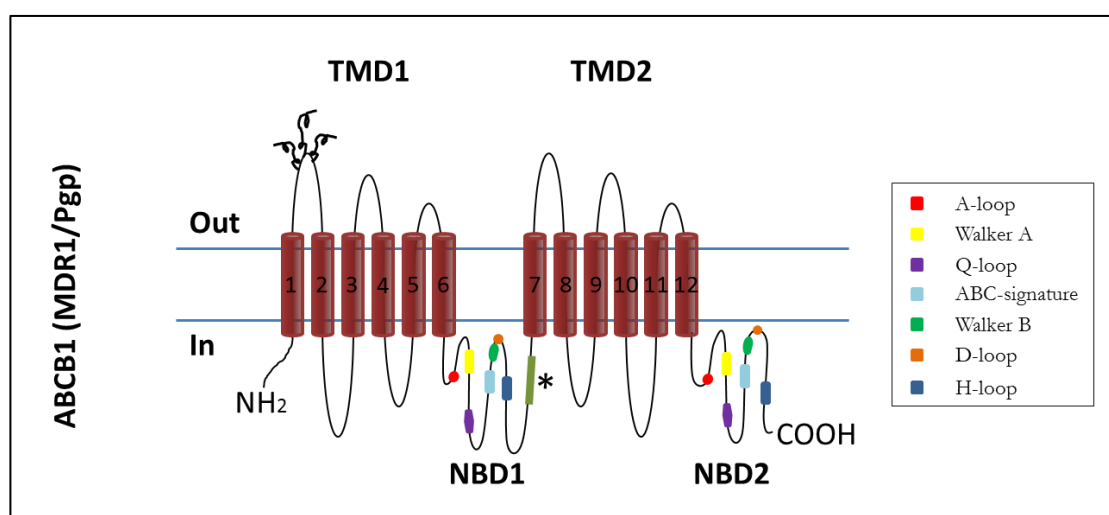 ABCB1 (MDR1/Pgp)
TMD1
TMD2
Out
In
1
2
3
4
5
6
7
8
9
10
11
12
NH2
*
COOH
NBD1
NBD2
A-loop
Walker A
Q-loop
ABC-signature
Walker B
D-loop
H-loop